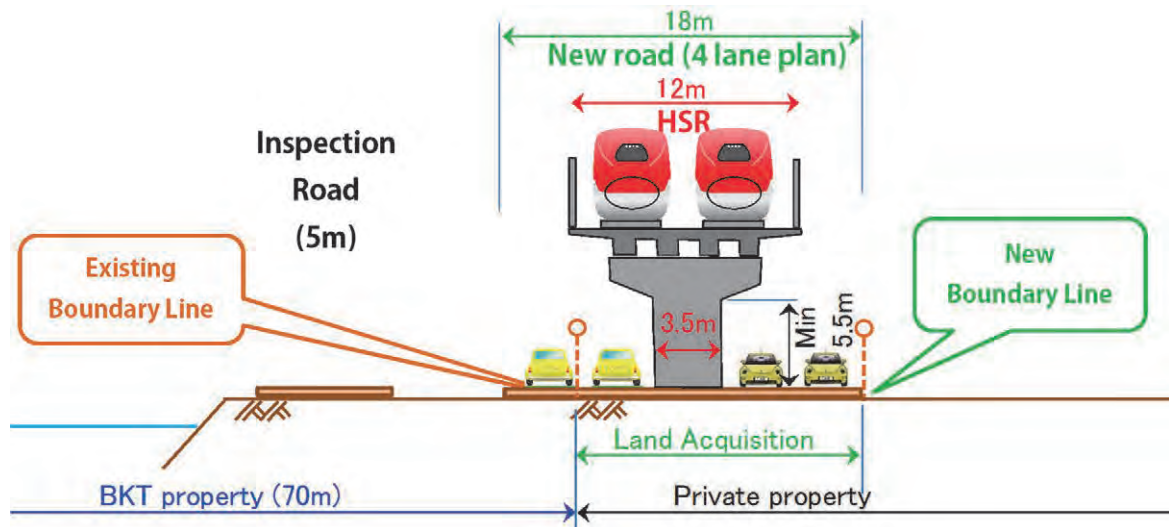 18m
New road (4 lane plan)
12m
HSR
Inspection
Road
(5m)
Existing
Boundary Line
New
Boundary Line
3.5m
Min
5.5m
Land Acquisition
BKT property (70m)
Private property